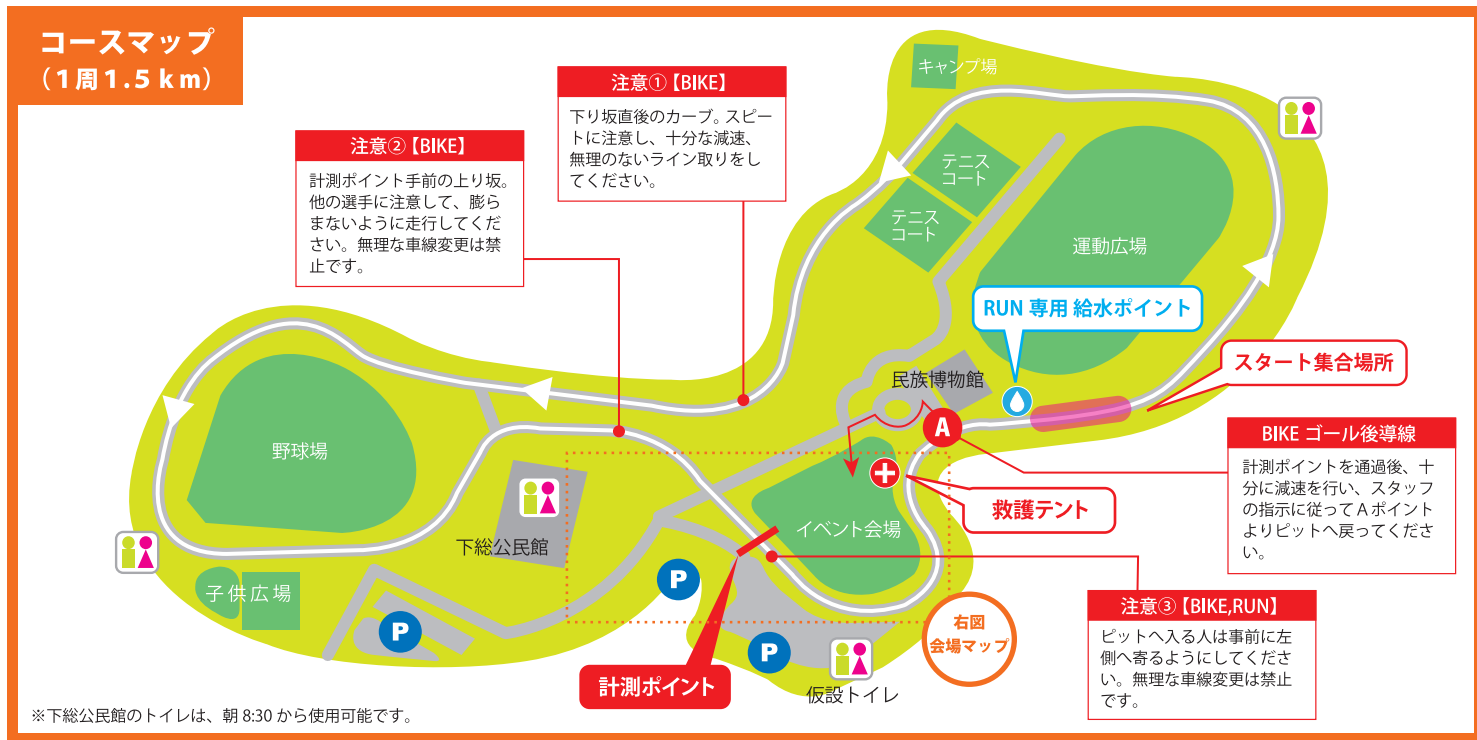 コースマップ
（1周1.5km）
注意①【BIKE】
下り坂直後のカーブ。スピー
トに注意し、十分な減速、
無理のないライン取りをし
てください。
注意②【BIKE】
計測ポイント手前の上り坂。
他の選手に注意して、膨ら
まないように走行してくだ
さい。無理な車線変更は禁
止です。
キャンプ場
テニス
コート
テニス
コート
運動広場
RUN 専用 給水ポイント
スタート集合場所
民族博物館
A
BIKE ゴール後導線
計測ポイントを通過後、十
分に減速を行い、スタッフ
の指示に従ってAポイント
よりピットへ戻ってくださ
い。
野球場
救護テント
イベント会場
下総公民館
子供広場
P
P
P
注意③【BIKE,RUN】
ピットへ入る人は事前に左
側へ寄るようにしてくださ
い。無理な車線変更は禁止
です。
右図
会場マップ
計測ポイント
仮設トイレ
※下総公民館のトイレは、朝 8:30 から使用可能です。